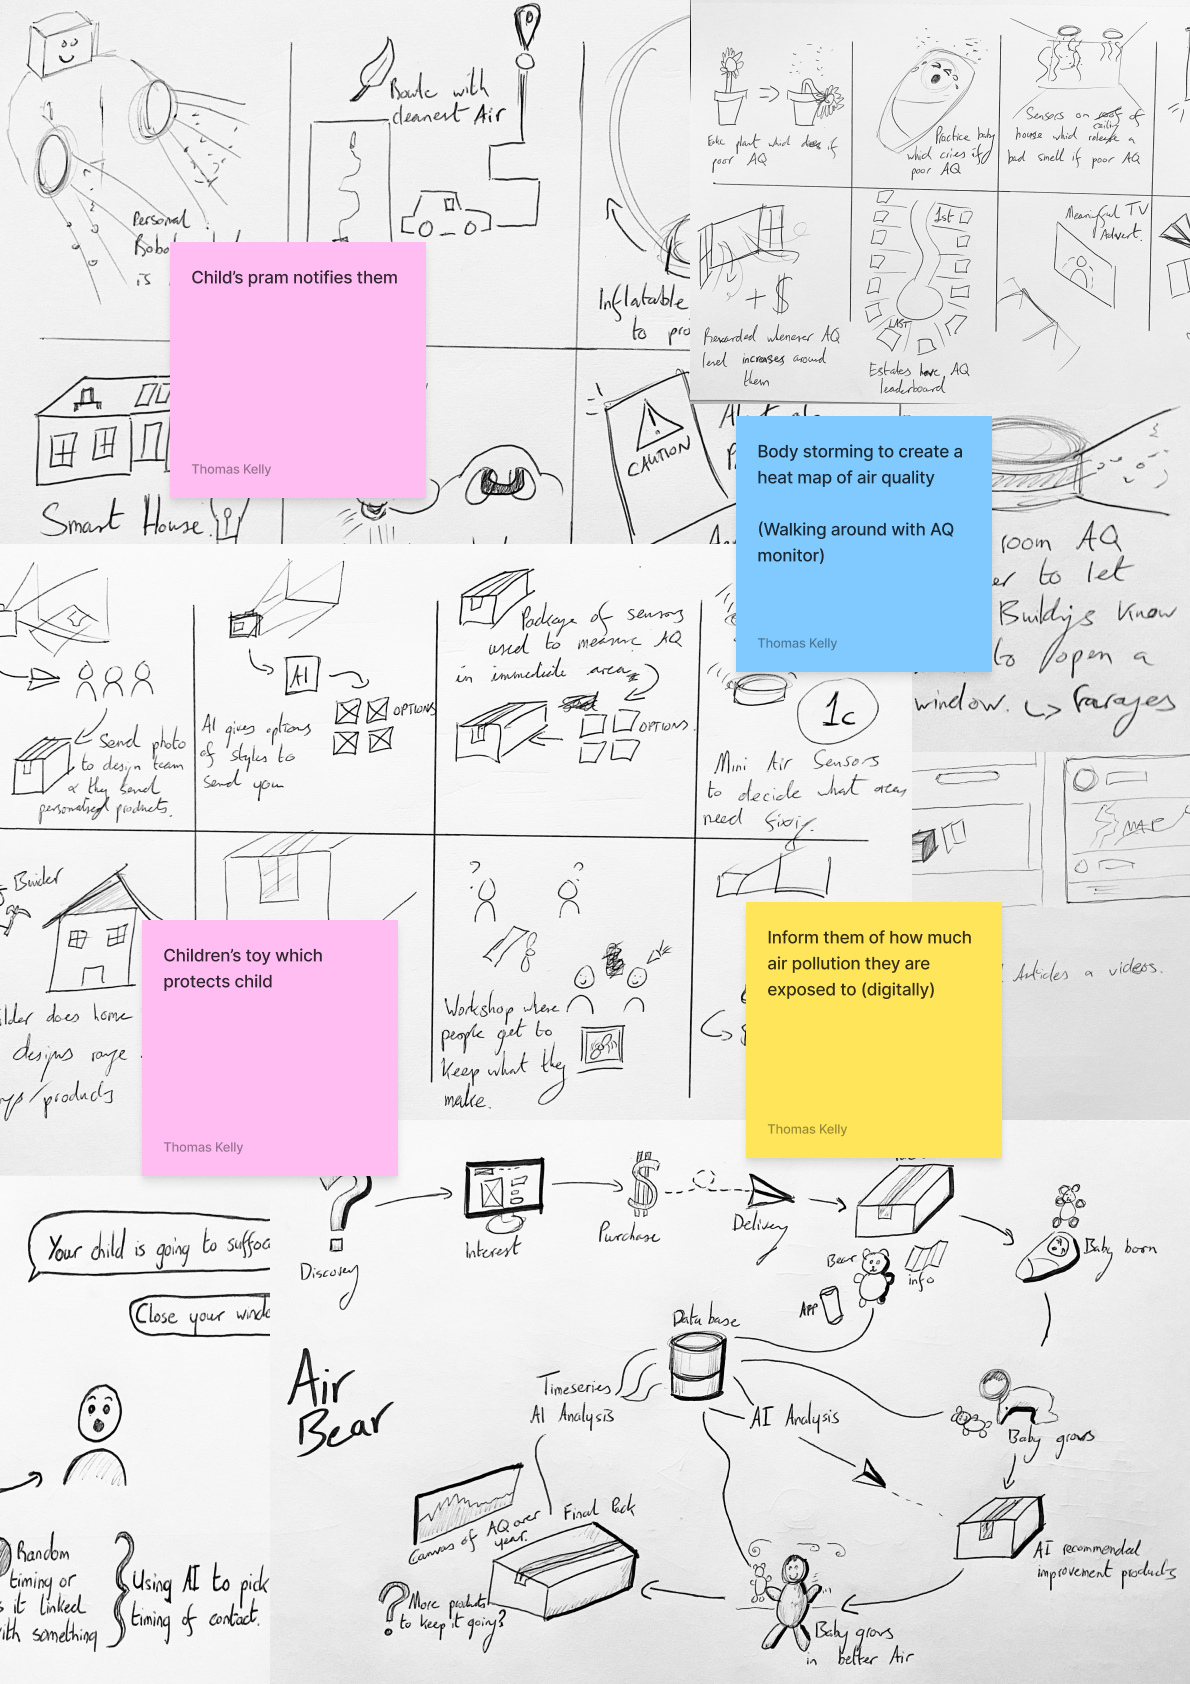 Route with
cleanest Air
Personal
Robo
is
Child's pram notifies them
Thomas Kelly
Inflatable
to pro
Smart House.
CAUTION
plant which dies if
poor AQ
Practice baby
which cries if
poor AQ
Sensors on
ceiling
house which release a
bad smell if poor AQ
Rewarded whenever AQ
level increases around
them
1st
LAST
Estates have AQ
leaderboard
Meaningful TV
Advert.
Body storming to create a
heat map of air quality
(Walking around with AQ
monitor)
Thomas Kelly
room AQ
er to let
Buildings know
to open a
window. Garages
Send photo
to design team
& they send
personalised products.
AI
OPTIONS
AI gives options
of styles to
send you
Package of sensors
used to measure AQ
in immediate area
OPTIONS.
1c
Mini Air Sensors
to decide what areas
need fixing.
MAP
Articles & videos.
Builder
ilder does home
designs range
/products
Children's toy which
protects child
Thomas Kelly
Workshop where
people get to
keep what they
make.
Inform them of how much
air pollution they are
exposed to (digitally)
Thomas Kelly
Your child is going to suffoc
Close your windo
Random
timing or
s it linked
ith something
Using AI to pick
timing of contact.
Air
Bear
Discovery
Interest
Purchase
Delivery
Bear
info
APP
Baby born
Database
Timeseries
AI Analysis
AI Analysis
Baby grows
AI recommended
improvement products
Baby grows
in better Air
Final Pack
Canvas of AQ over
year.
More products
to keep it going?